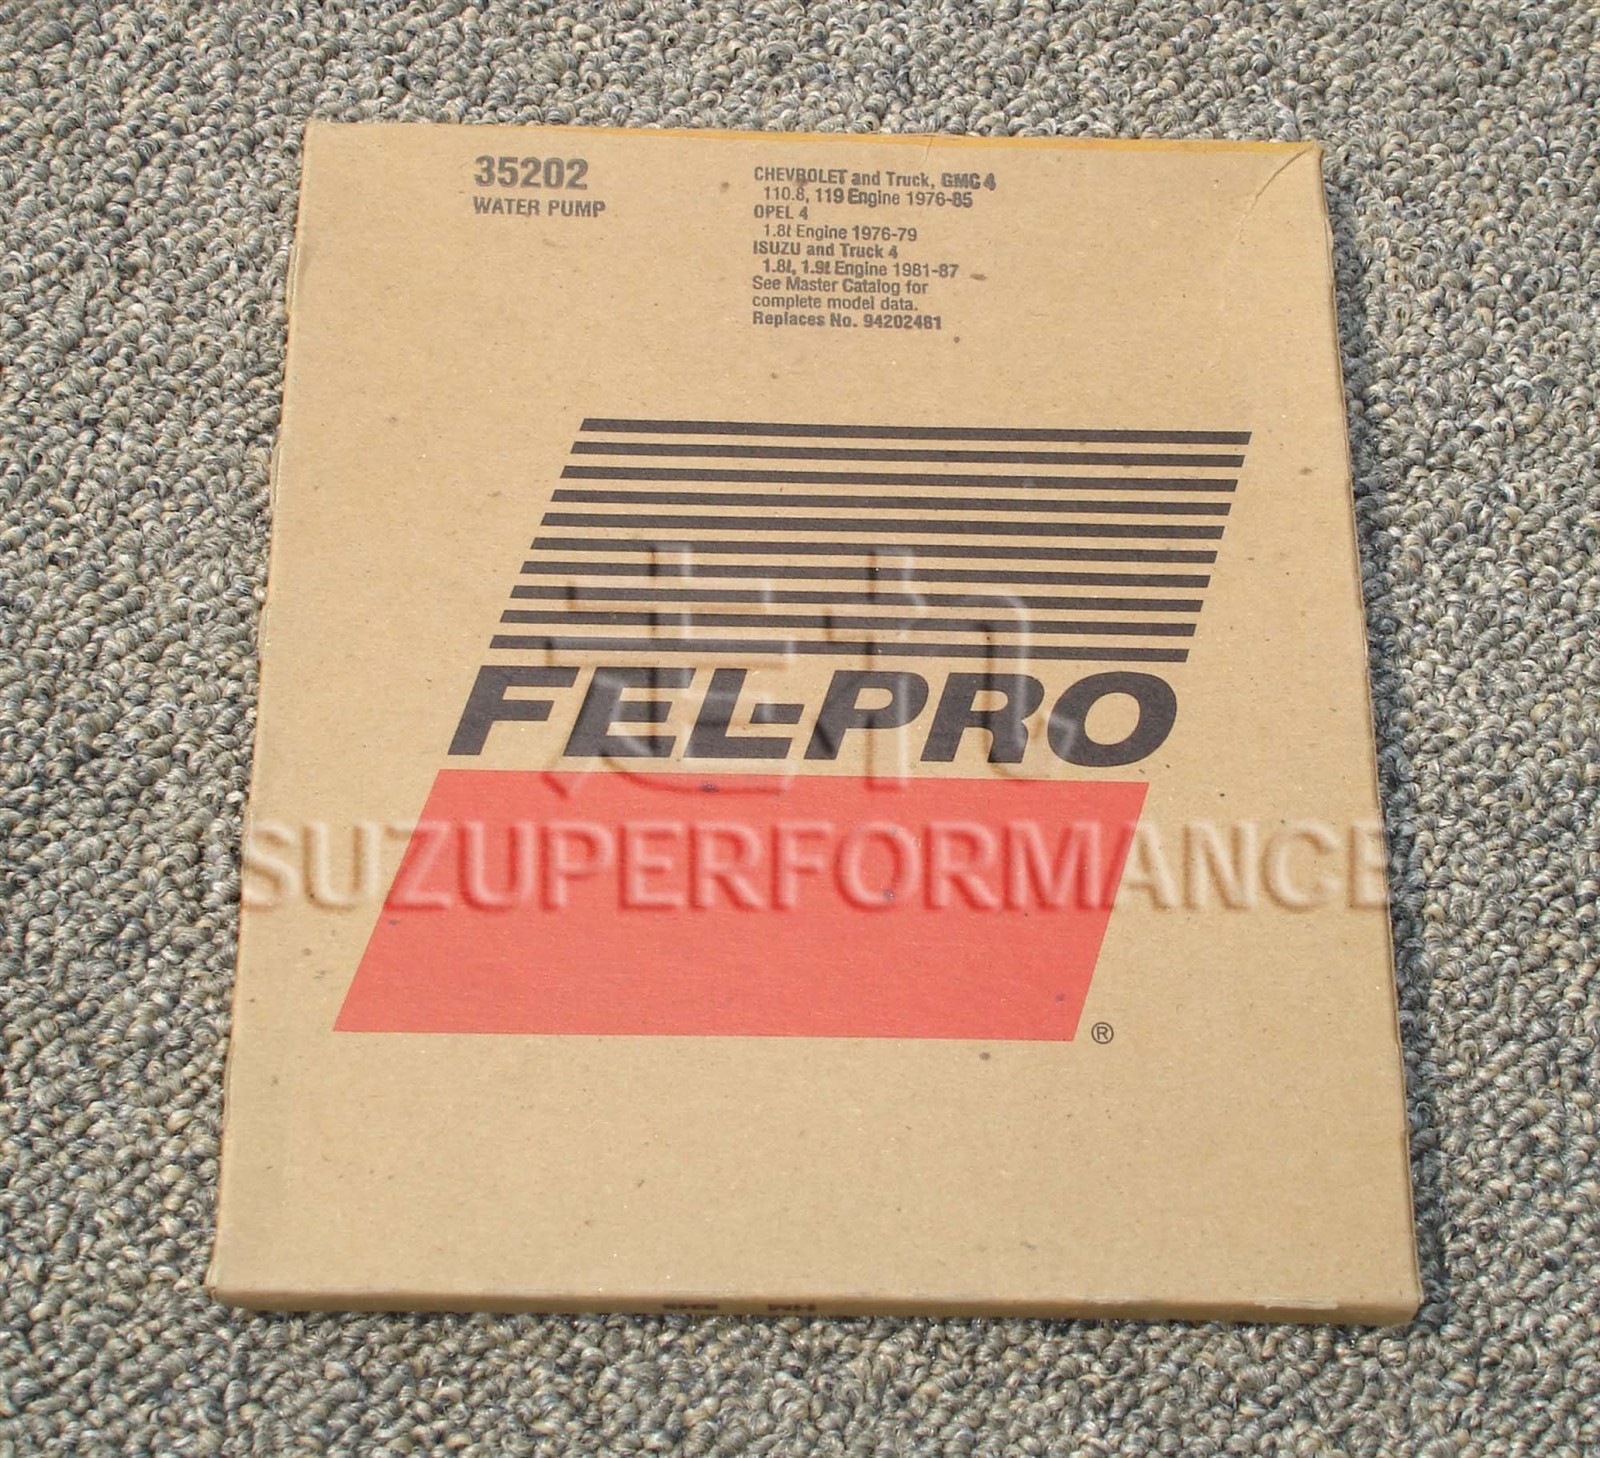 35202
WATER PUMP
CHEVROLET and Truck, GMC 4
110.8, 119 Engine 1976-85
OPEL 4
1.8ℓ Engine 1976-79
ISUZU and Truck 4
1.8ℓ, 1.9ℓ Engine 1981-87
See Master Catalog for
complete model data.
Replaces No. 94202481
FEL-PRO
SUZUPERFORMANCE
®